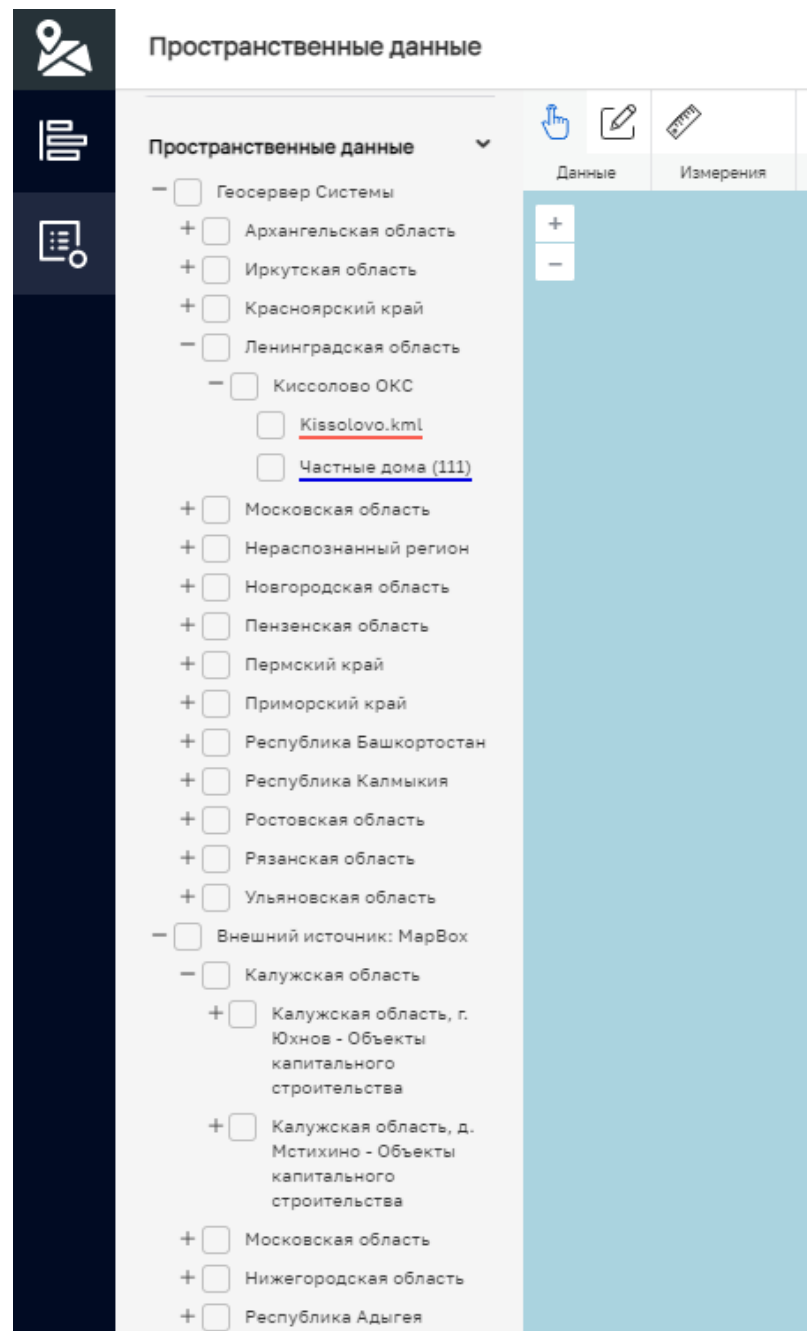 Пространственные данные
Пространственные данные
Данные
Измерения
Геосервер Системы
Архангельская область
Иркутская область
Красноярский край
Ленинградская область
Киссолово ОКС
Kissolovo.kml
Частные дома (111)
Московская область
Нераспознанный регион
Новгородская область
Пензенская область
Пермский край
Приморский край
Республика Башкортостан
Республика Калмыкия
Ростовская область
Рязанская область
Ульяновская область
Внешний источник: MapBox
Калужская область
Калужская область, г.
Юхнов - Объекты
капитального
строительства
Калужская область, д.
Мстихино - Объекты
капитального
строительства
Московская область
Нижегородская область
Республика Адыгея